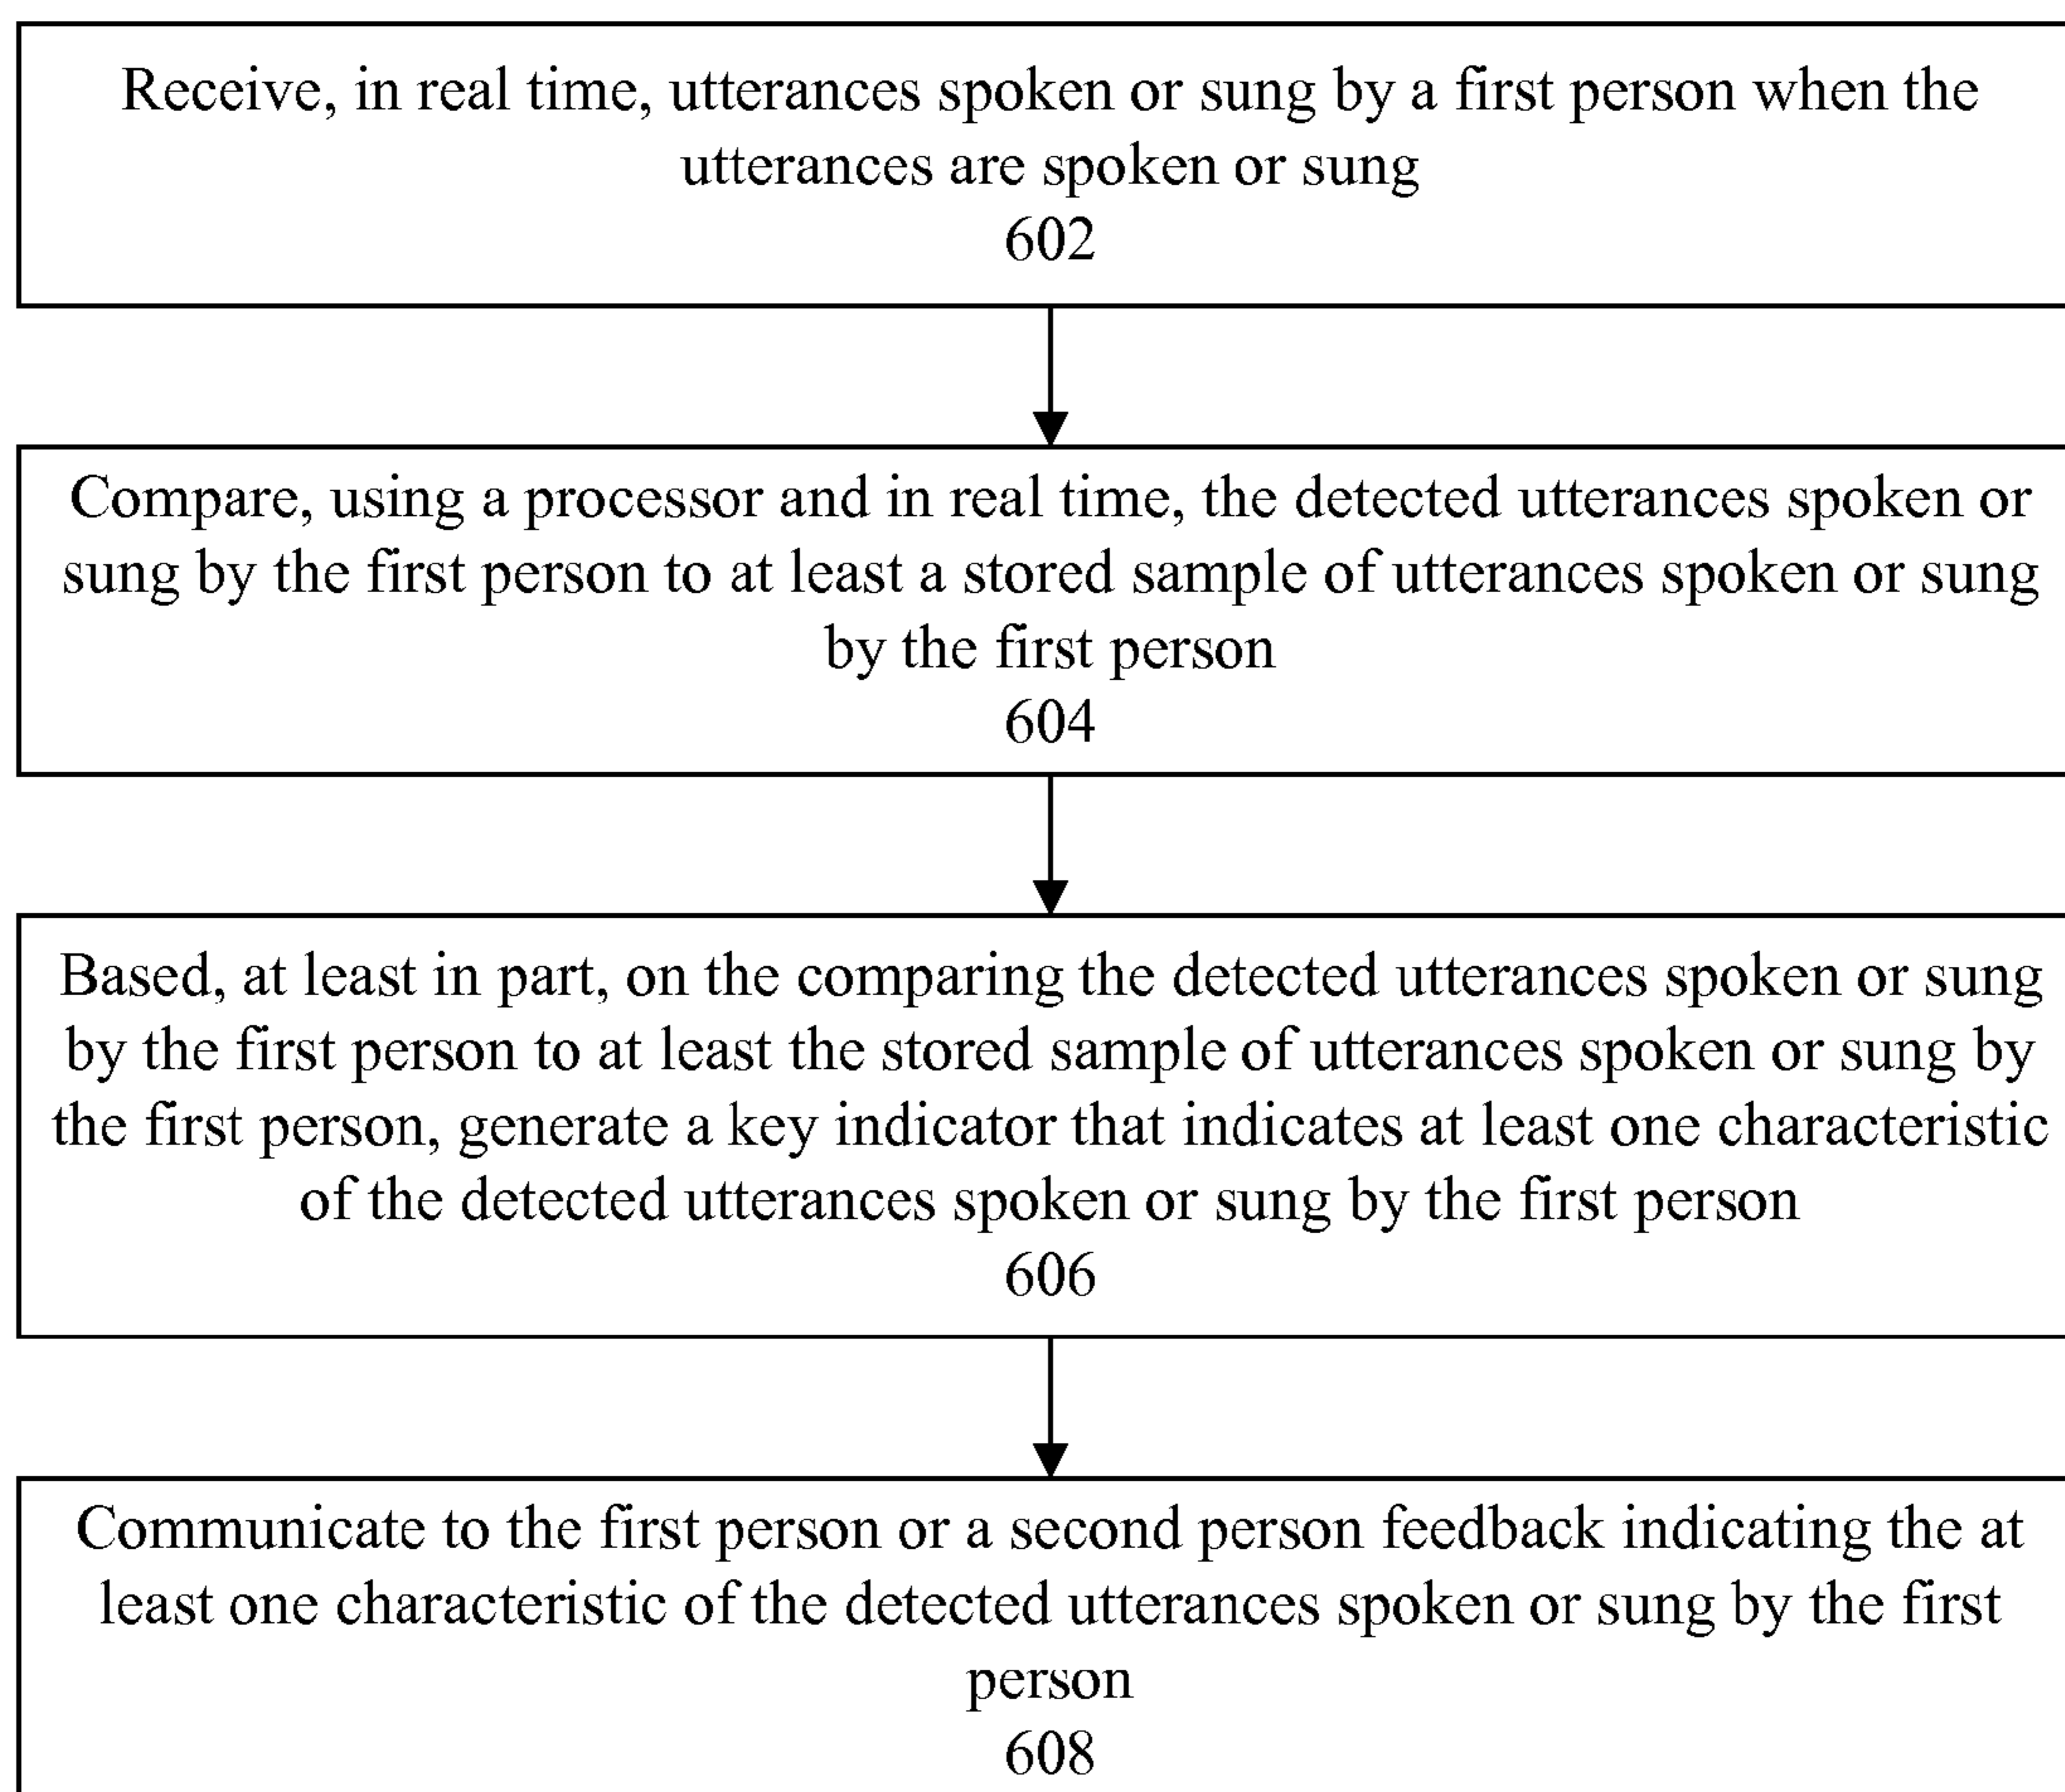 Receive, in real time, utterances spoken or sung by a first person when the
utterances are spoken or sung
602
Compare, using a processor and in real time, the detected utterances spoken or
sung by the first person to at least a stored sample of utterances spoken or sung
by the first person
604
Based, at least in part, on the comparing the detected utterances spoken or sung
by the first person to at least the stored sample of utterances spoken or sung by
the first person, generate a key indicator that indicates at least one characteristic
of the detected utterances spoken or sung by the first person
606
Communicate to the first person or a second person feedback indicating the at
least one characteristic of the detected utterances spoken or sung by the first
person
608